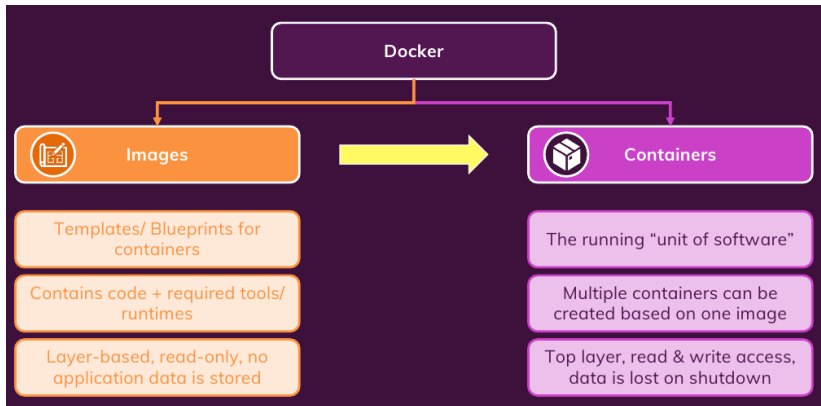 Docker
Images
Containers
Templates/ Blueprints for
containers
The running “unit of software”
Contains code + required tools/
runtimes
Multiple containers can be
created based on one image
Layer-based, read-only, no
application data is stored
Top layer, read & write access,
data is lost on shutdown